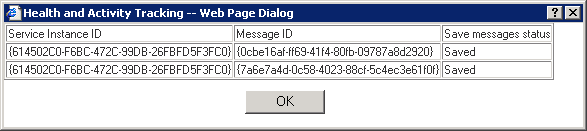 Health and Activity Tracking -- Web Page Dialog
Service Instance ID Message ID Save messages status
{614502C0-F6BC-472C-99DB-26FBFD5F3FC0} {0cbe16af-ff69-41f4-80fb-09787a8d2920} Saved
{614502C0-F6BC-472C-99DB-26FBFD5F3FC0} {7a6e7a4d-0c58-4023-88cf-5c4ec3e61f0f} Saved
OK